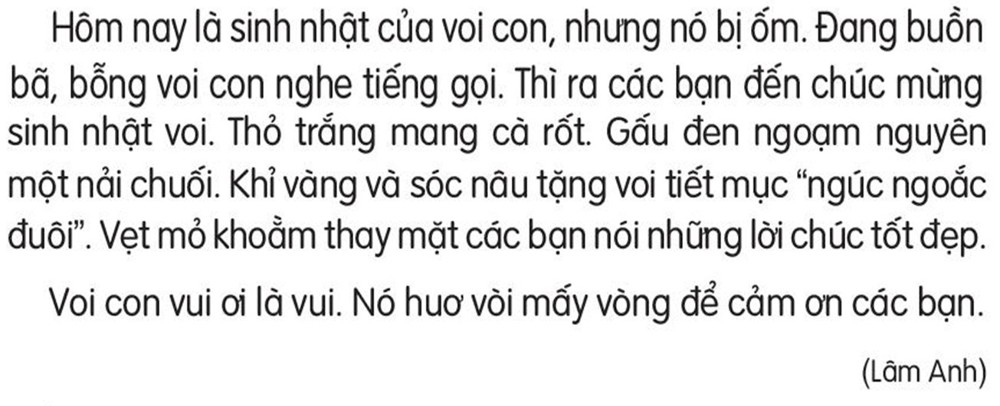 Hôm nay là sinh nhật của voi con, nhưng nó bị ốm. Đang buồn
bã, bỗng voi con nghe tiếng gọi. Thì ra các bạn đến chúc mừng
sinh nhật voi. Thỏ trắng mang cà rốt. Gấu đen ngoạm nguyên
một nải chuối. Khỉ vàng và sóc nâu tặng voi tiết mục “ngúc ngoắc
đuôi”. Vẹt mỏ khoằm thay mặt các bạn nói những lời chúc tốt đẹp.
Voi con vui ơi là vui. Nó huơ vòi mấy vòng để cảm ơn các bạn.
(Lâm Anh)